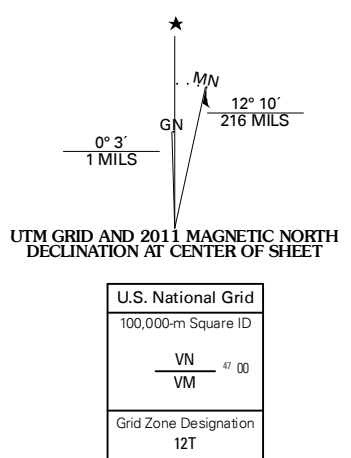 ★
MN
GN
12° 10´
216 MILS
0° 3´
1 MILS
UTM GRID AND 2011 MAGNETIC NORTH
DECLINATION AT CENTER OF SHEET
U.S. National Grid
100,000-m Square ID
VN
47 00
VM
Grid Zone Designation
12T